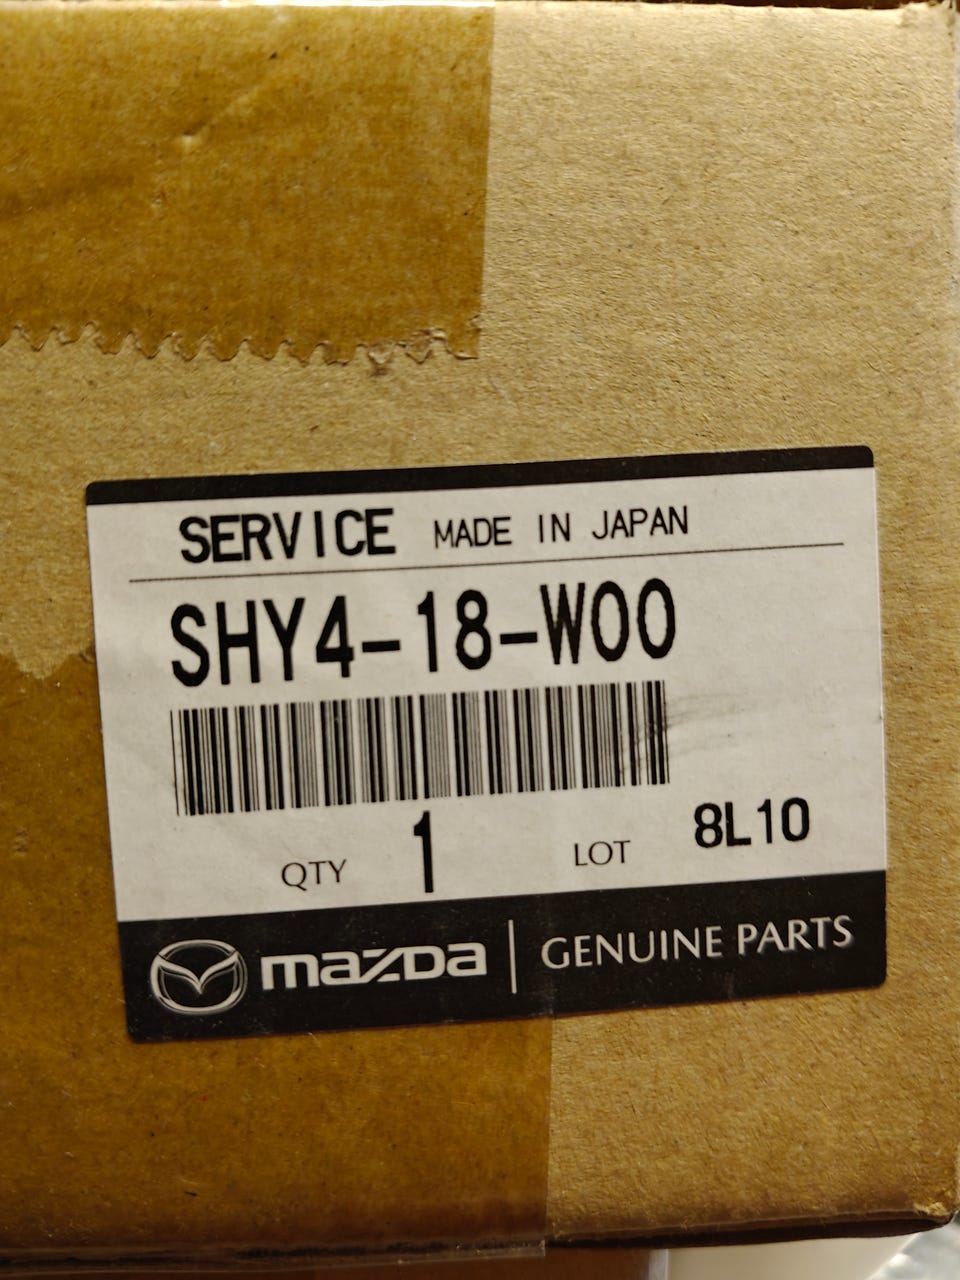 SERVICE MADE IN JAPAN
SHY4-18-W00
QTY 1 LOT 8L10
mazda GENUINE PARTS